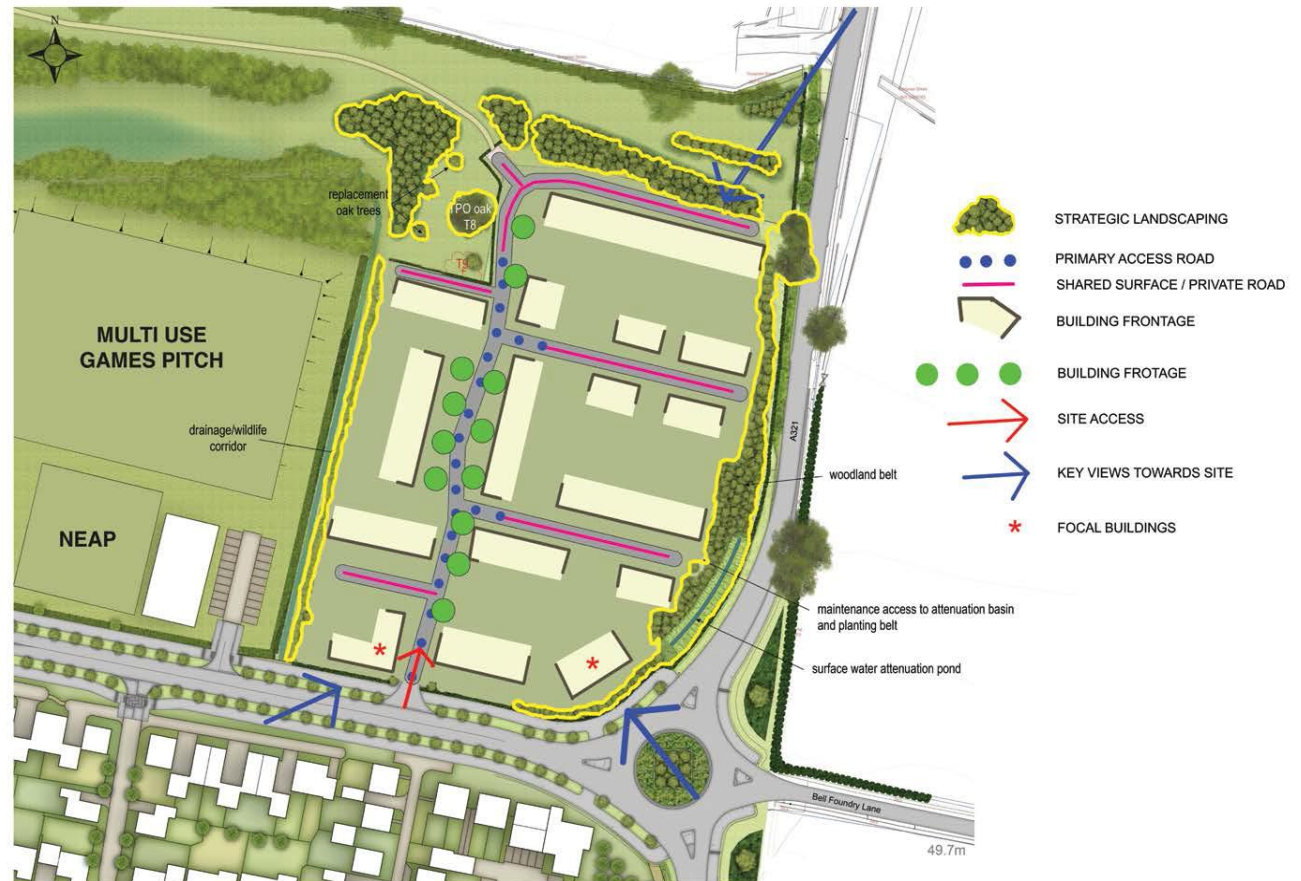 N
replacement
oak trees
TPO oak
T8
T9
MULTI USE
GAMES PITCH
drainage/wildlife
corridor
NEAP
A321
woodland belt
maintenance access to attenuation basin
and planting belt
surface water attenuation pond
Bell Foundry Lane
49.7m
STRATEGIC LANDSCAPING
PRIMARY ACCESS ROAD
SHARED SURFACE / PRIVATE ROAD
BUILDING FRONTAGE
BUILDING FROTAGE
SITE ACCESS
KEY VIEWS TOWARDS SITE
FOCAL BUILDINGS